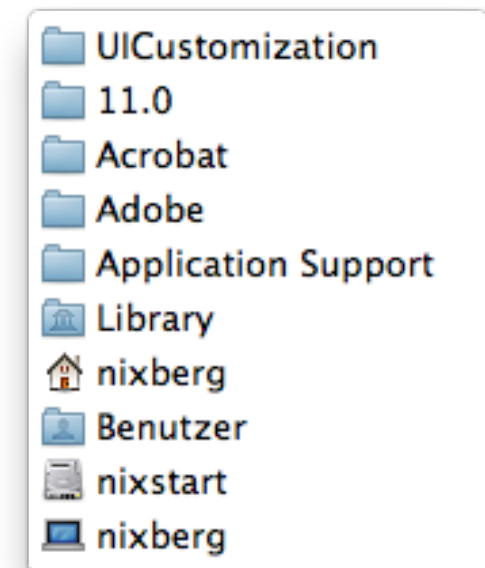 UICustomization
11.0
Acrobat
Adobe
Application Support
Library
nixberg
Benutzer
nixstart
nixberg